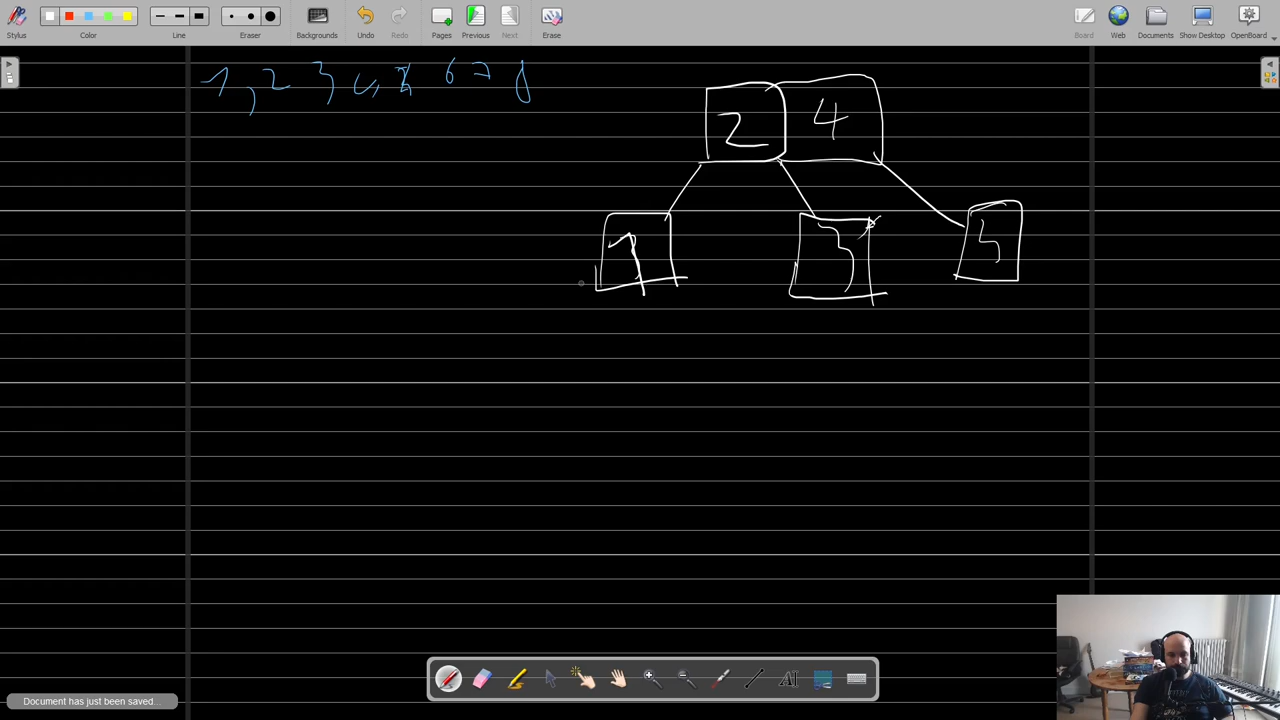 Stylus Color Line Eraser Backgrounds Undo Redo Pages Previous Next Erase Board Web Documents Show Desktop OpenBoard
1, 2 3 4, 5 6 7 8
2 4
1 3 5
AI
Document has just been saved...